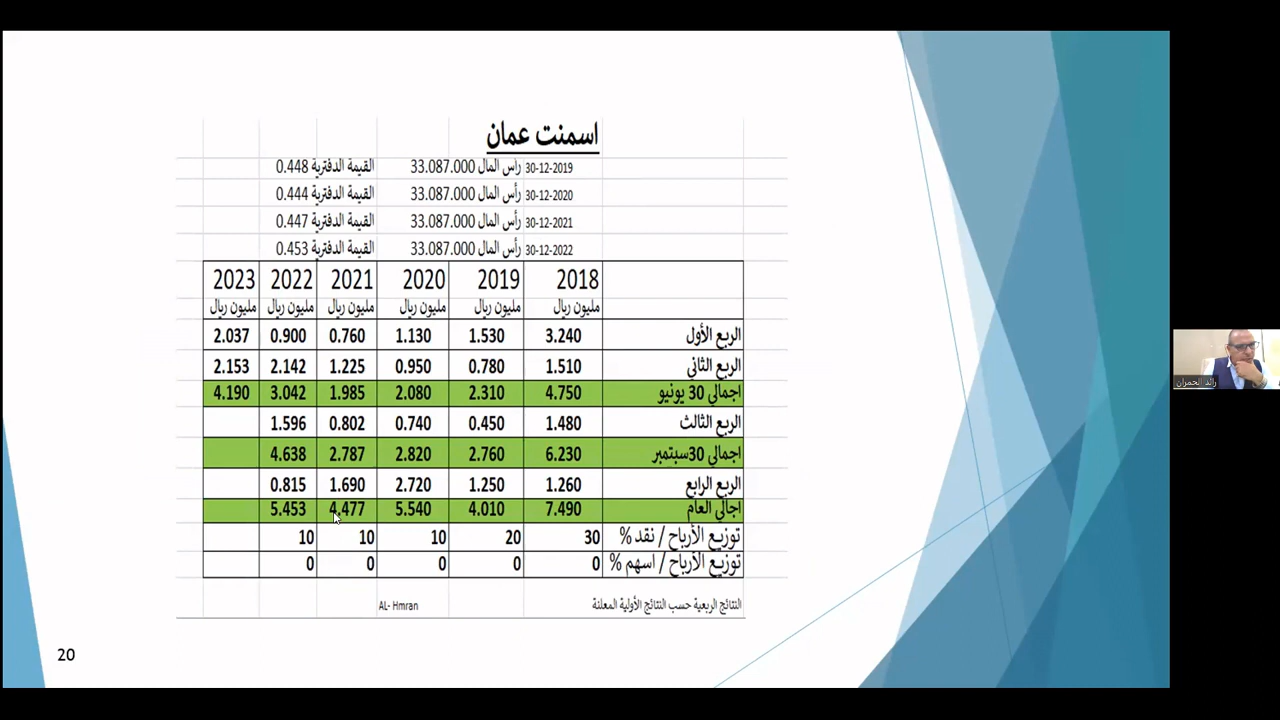 اسمنت عمان
30-12-2019 رأس المال 33.087.000 القيمة الدفترية 0.448
30-12-2020 رأس المال 33.087.000 القيمة الدفترية 0.444
30-12-2021 رأس المال 33.087.000 القيمة الدفترية 0.447
30-12-2022 رأس المال 33.087.000 القيمة الدفترية 0.453
2018 2019 2020 2021 2022 2023
مليون ريال مليون ريال مليون ريال مليون ريال مليون ريال مليون ريال
الربع الأول 3.240 1.530 1.130 0.760 0.900 2.037
الربع الثاني 1.510 0.780 0.950 1.225 2.142 2.153
اجمالي 30 يونيو 4.750 2.310 2.080 1.985 3.042 4.190
الربع الثالث 1.480 0.450 0.740 0.802 1.596
اجمالي 30سبتمبر 6.230 2.760 2.820 2.787 4.638
الربع الرابع 1.260 1.250 2.720 1.690 0.815
اجالي العام 7.490 4.010 5.540 4.477 5.453
توزيع الأرباح / نقد % 30 20 10 10 10
توزيع الأرباح / اسهم % 0 0 0 0 0
النتائج الربعية حسب النتائج الأولية المعلنة AL- Hmran
20
رائد الحمران